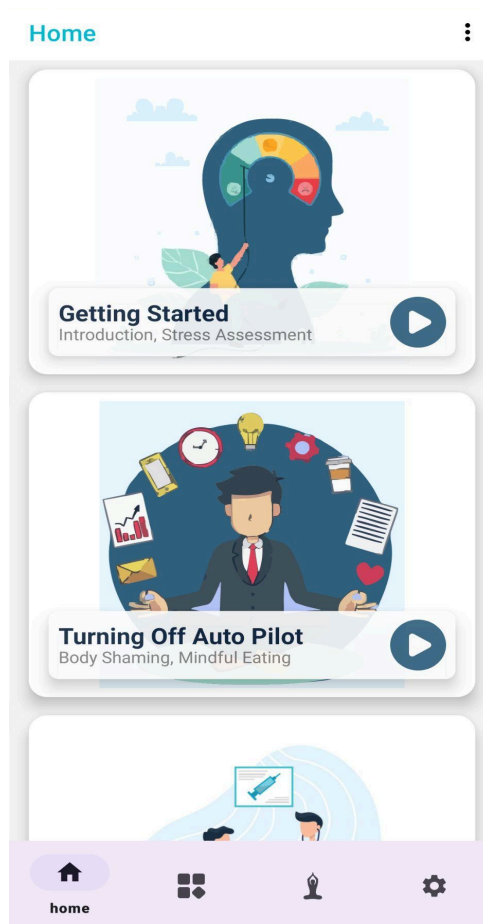 Home
Getting Started
Introduction, Stress Assessment
Turning Off Auto Pilot
Body Shaming, Mindful Eating
home